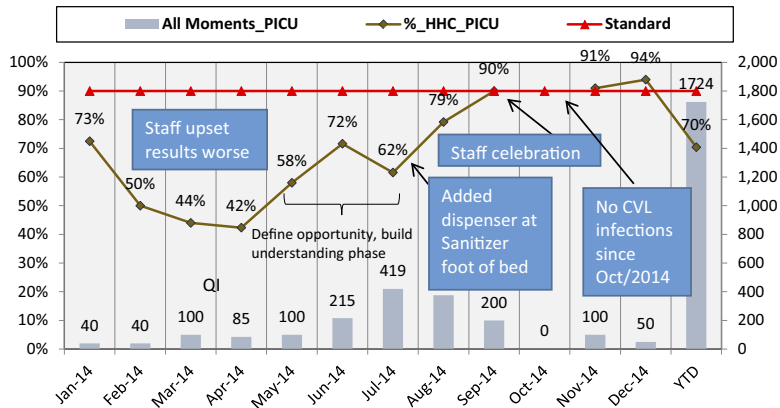 All Moments_PICU %_HHC_PICU Standard
100% 2,000
90% 1,800
80% 1,600
70% 1,400
60% 1,200
50% 1,000
40% 800
30% 600
20% 400
10% 200
0% 0
73% 50% 44% 42% 58% 72% 62% 79% 90% 91% 94% 70%
40 40 100 85 100 215 419 200 0 100 50 1724
Staff upset
results worse
QI
Define opportunity, build
understanding phase
Added
dispenser at
Sanitizer
foot of bed
Staff celebration
No CVL
infections
since
Oct/2014
Jan-14 Feb-14 Mar-14 Apr-14 May-14 Jun-14 Jul-14 Aug-14 Sep-14 Oct-14 Nov-14 Dec-14 YTD